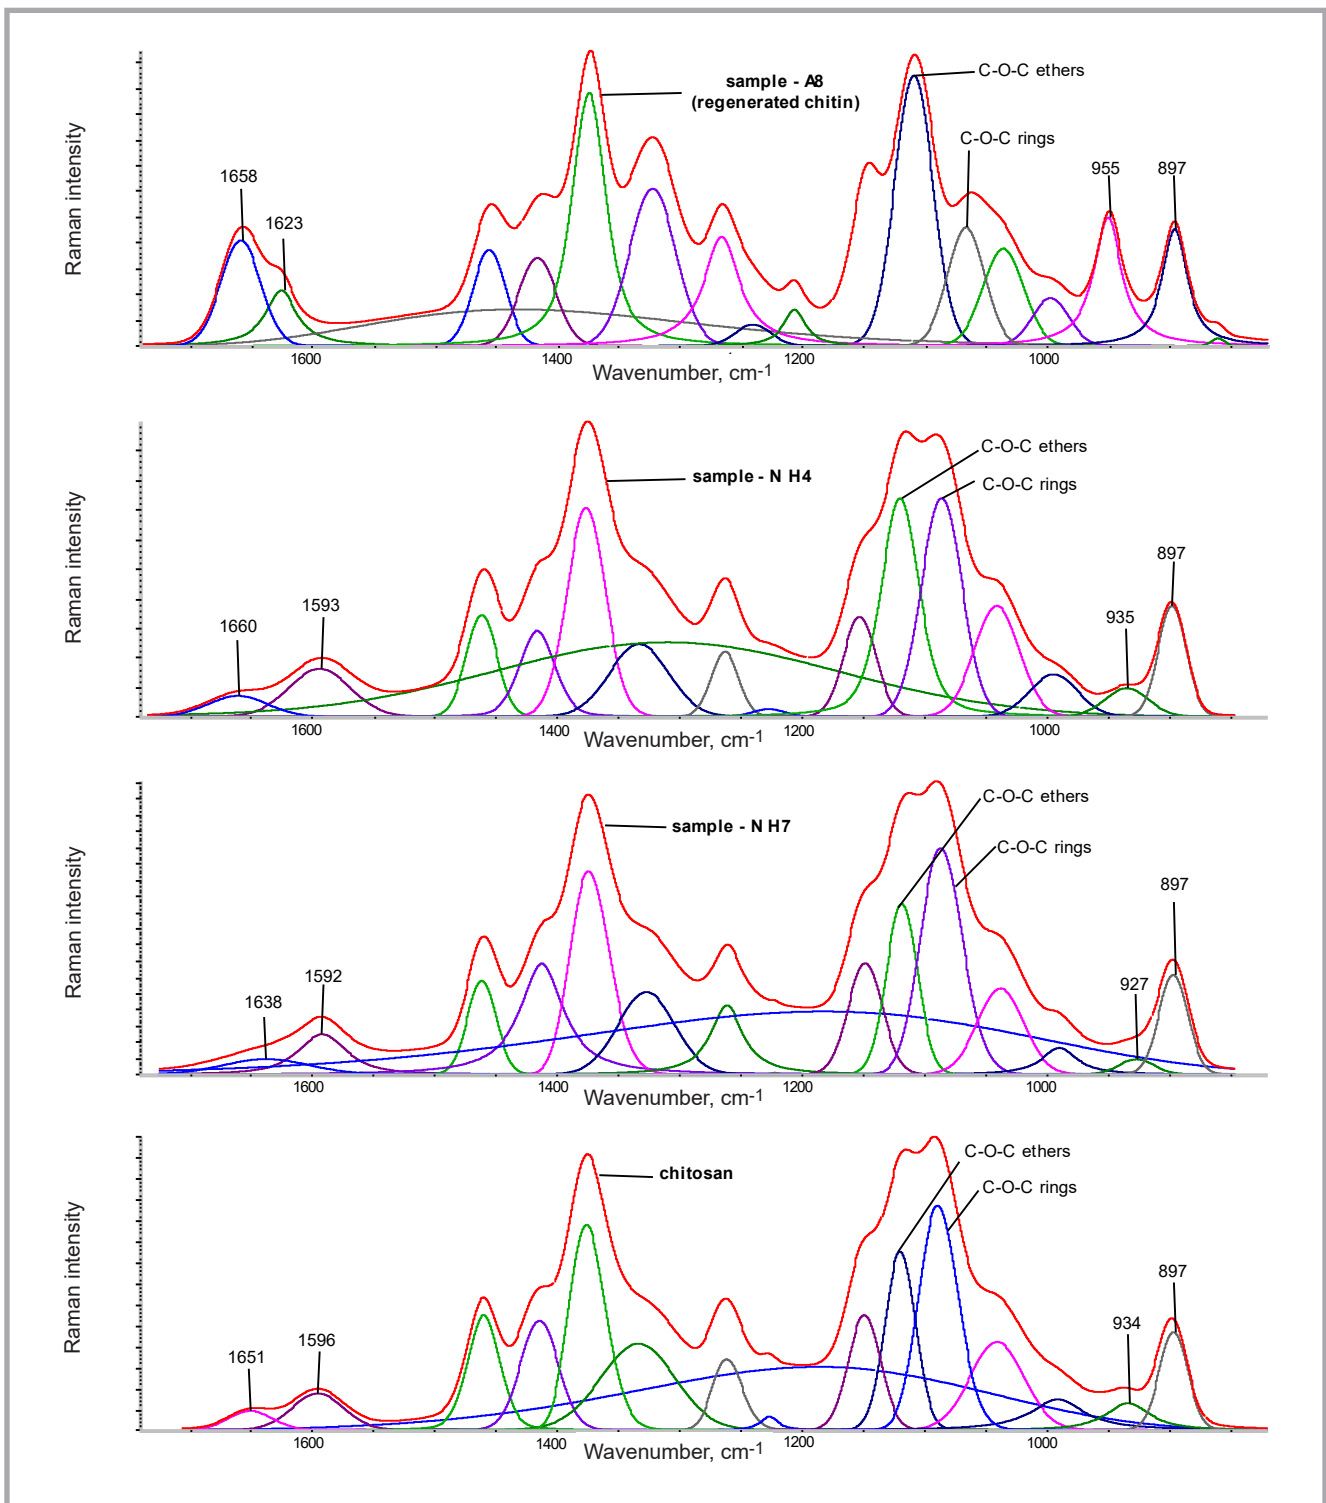 sample - A8
(regenerated chitin)
C-O-C ethers
C-O-C rings
1658
1623
955
897
Raman intensity
1600
1400
1200
1000
Wavenumber, cm-1
sample - N H4
C-O-C ethers
C-O-C rings
1660
1593
935
897
Raman intensity
1600
1400
1200
1000
Wavenumber, cm-1
sample - N H7
C-O-C ethers
C-O-C rings
1638
1592
927
897
Raman intensity
1600
1400
1200
1000
Wavenumber, cm-1
chitosan
C-O-C ethers
C-O-C rings
1651
1596
934
897
Raman intensity
1600
1400
1200
1000
Wavenumber, cm-1